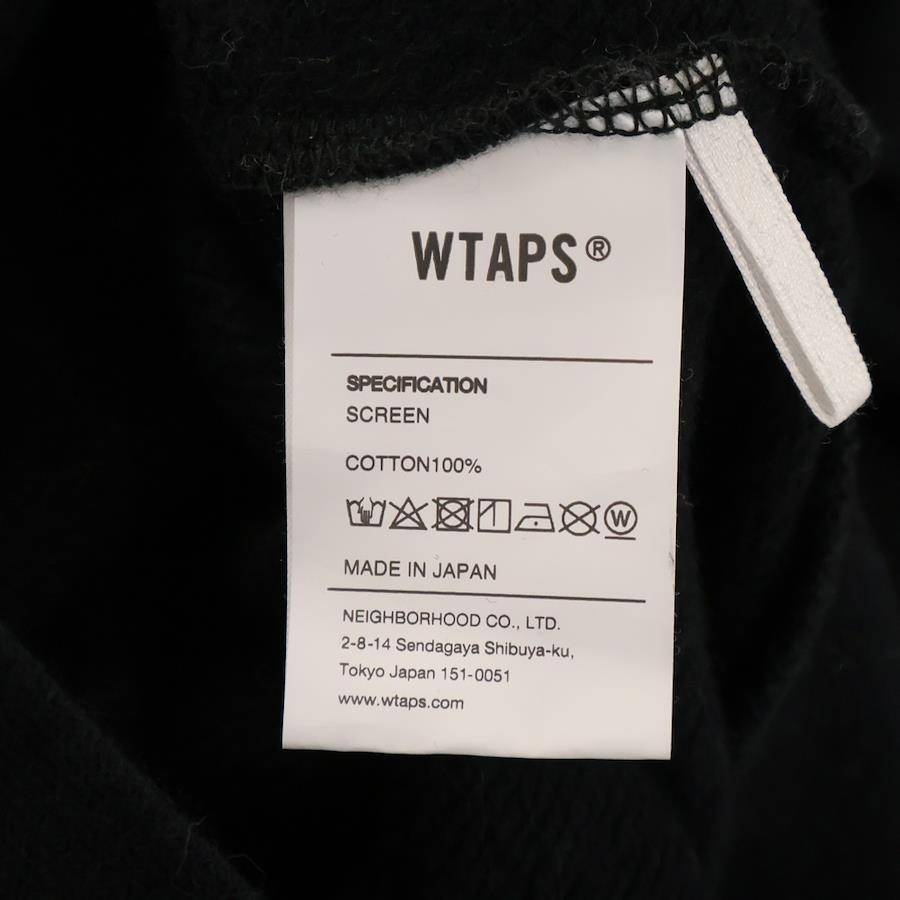 WTAPS®
SPECIFICATION
SCREEN
COTTON100%
W
MADE IN JAPAN
NEIGHBORHOOD CO., LTD.
2-8-14 Sendagaya Shibuya-ku,
Tokyo Japan 151-0051
www.wtaps.com